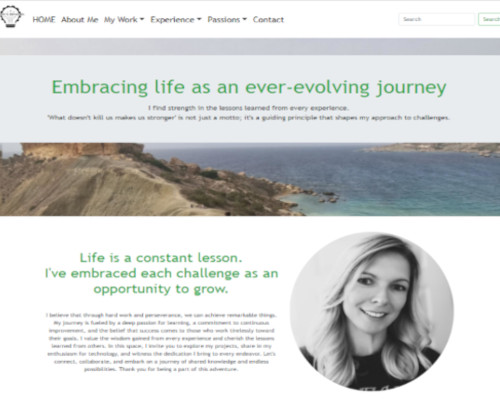 HOME About Me My Work Experience Passions Contact Search Search
Embracing life as an ever-evolving journey
I find strength in the lessons learned from every experience.
'What doesn't kill us makes us stronger' is not just a motto; it's a guiding principle that shapes my approach to challenges.
Life is a constant lesson.
I've embraced each challenge as an
opportunity to grow.
I believe that through hard work and perseverance, we can achieve remarkable things.
My journey is fueled by a deep passion for learning, a commitment to continuous
improvement, and the belief that success comes to those who work tirelessly toward
their goals. I value the wisdom gained from every experience and cherish the lessons
learned from others. In this space, I invite you to explore my projects, share in my
enthusiasm for technology, and witness the dedication I bring to every endeavor. Let's
connect, collaborate, and embark on a journey of shared knowledge and endless
possibilities. Thank you for being a part of this adventure.